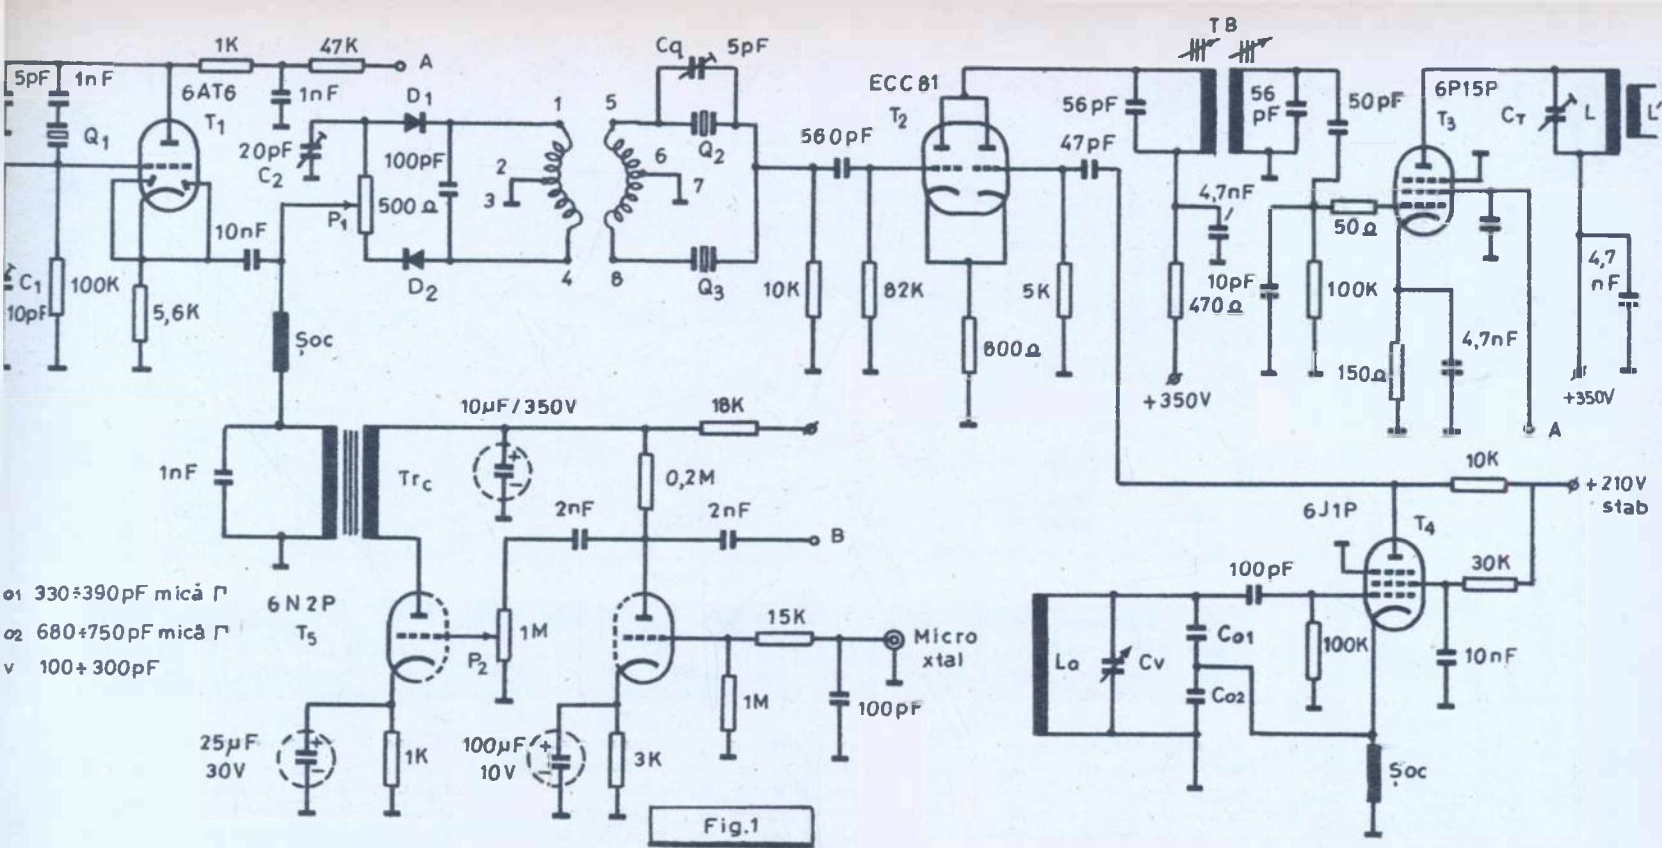 1K
47K
A
5pF
1nF
6AT6
T1
1nF
Q1
20pF
C2
D1
100pF
P1
500Ω
D2
10nF
C1
10pF
100K
5,6K
Şoc
1
2
3
4
5
6
7
8
Cq
5pF
Q2
Q3
ECC81
T2
560pF
10K
82K
47pF
5K
800Ω
TB
56pF
56
pF
50pF
4,7nF
470Ω
+350V
10pF
50Ω
100K
6P15P
T3
CT
L
L'
4,7
nF
150Ω
4,7nF
+350V
A
1nF
Trc
10µF/350V
18K
0,2M
2nF
2nF
B
6N2P
T5
P2
1M
15K
Micro
xtal
1M
100pF
25µF
30V
1K
100µF
10V
3K
10K
+210V
stab
6J1P
T4
30K
100pF
Lo
Cv
Co1
Co2
100K
10nF
Şoc
o1 330÷390pF mică
o2 680÷750pF mică
v 100÷300pF
Fig.1